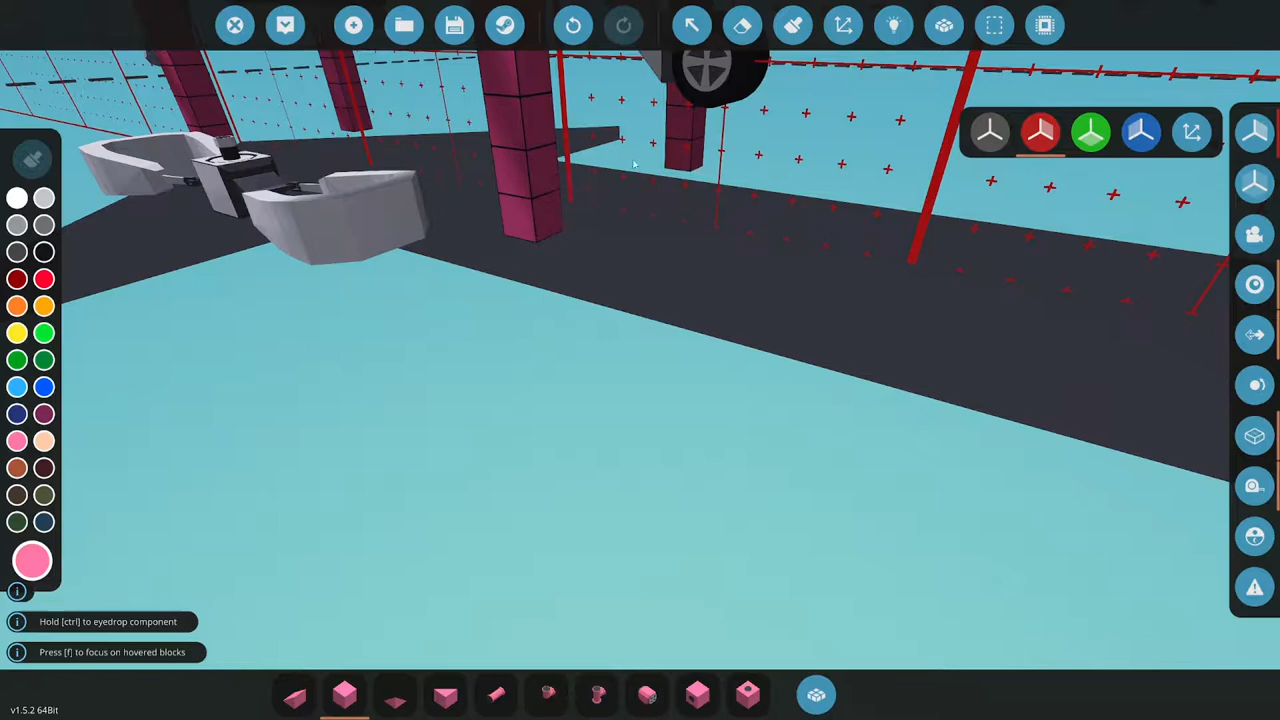 Hold [ctrl] to eyedrop component
Press [f] to focus on hovered blocks
v1.5.2 64Bit